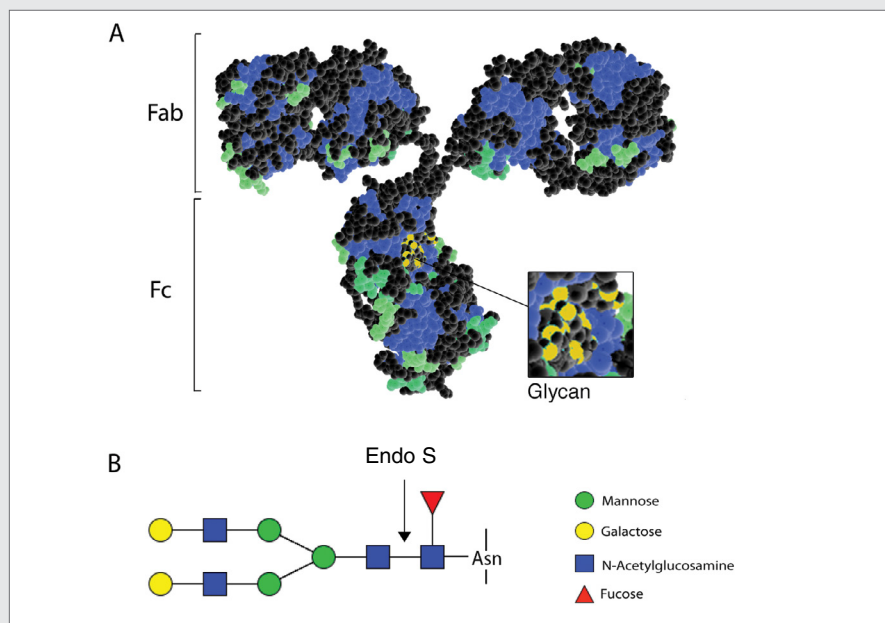 A
Fab
Fc
Glycan
B
Endo S
Asn
Mannose
Galactose
N-Acetylglucosamine
Fucose